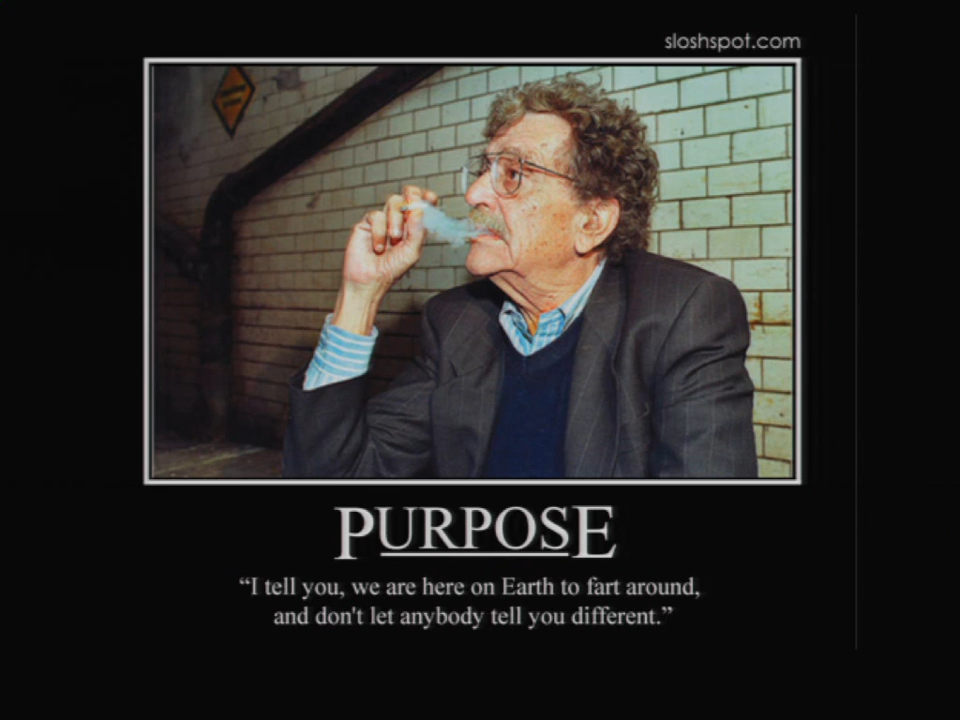 sloshspot.com
PURPOSE
“I tell you, we are here on Earth to fart around,
and don't let anybody tell you different.”